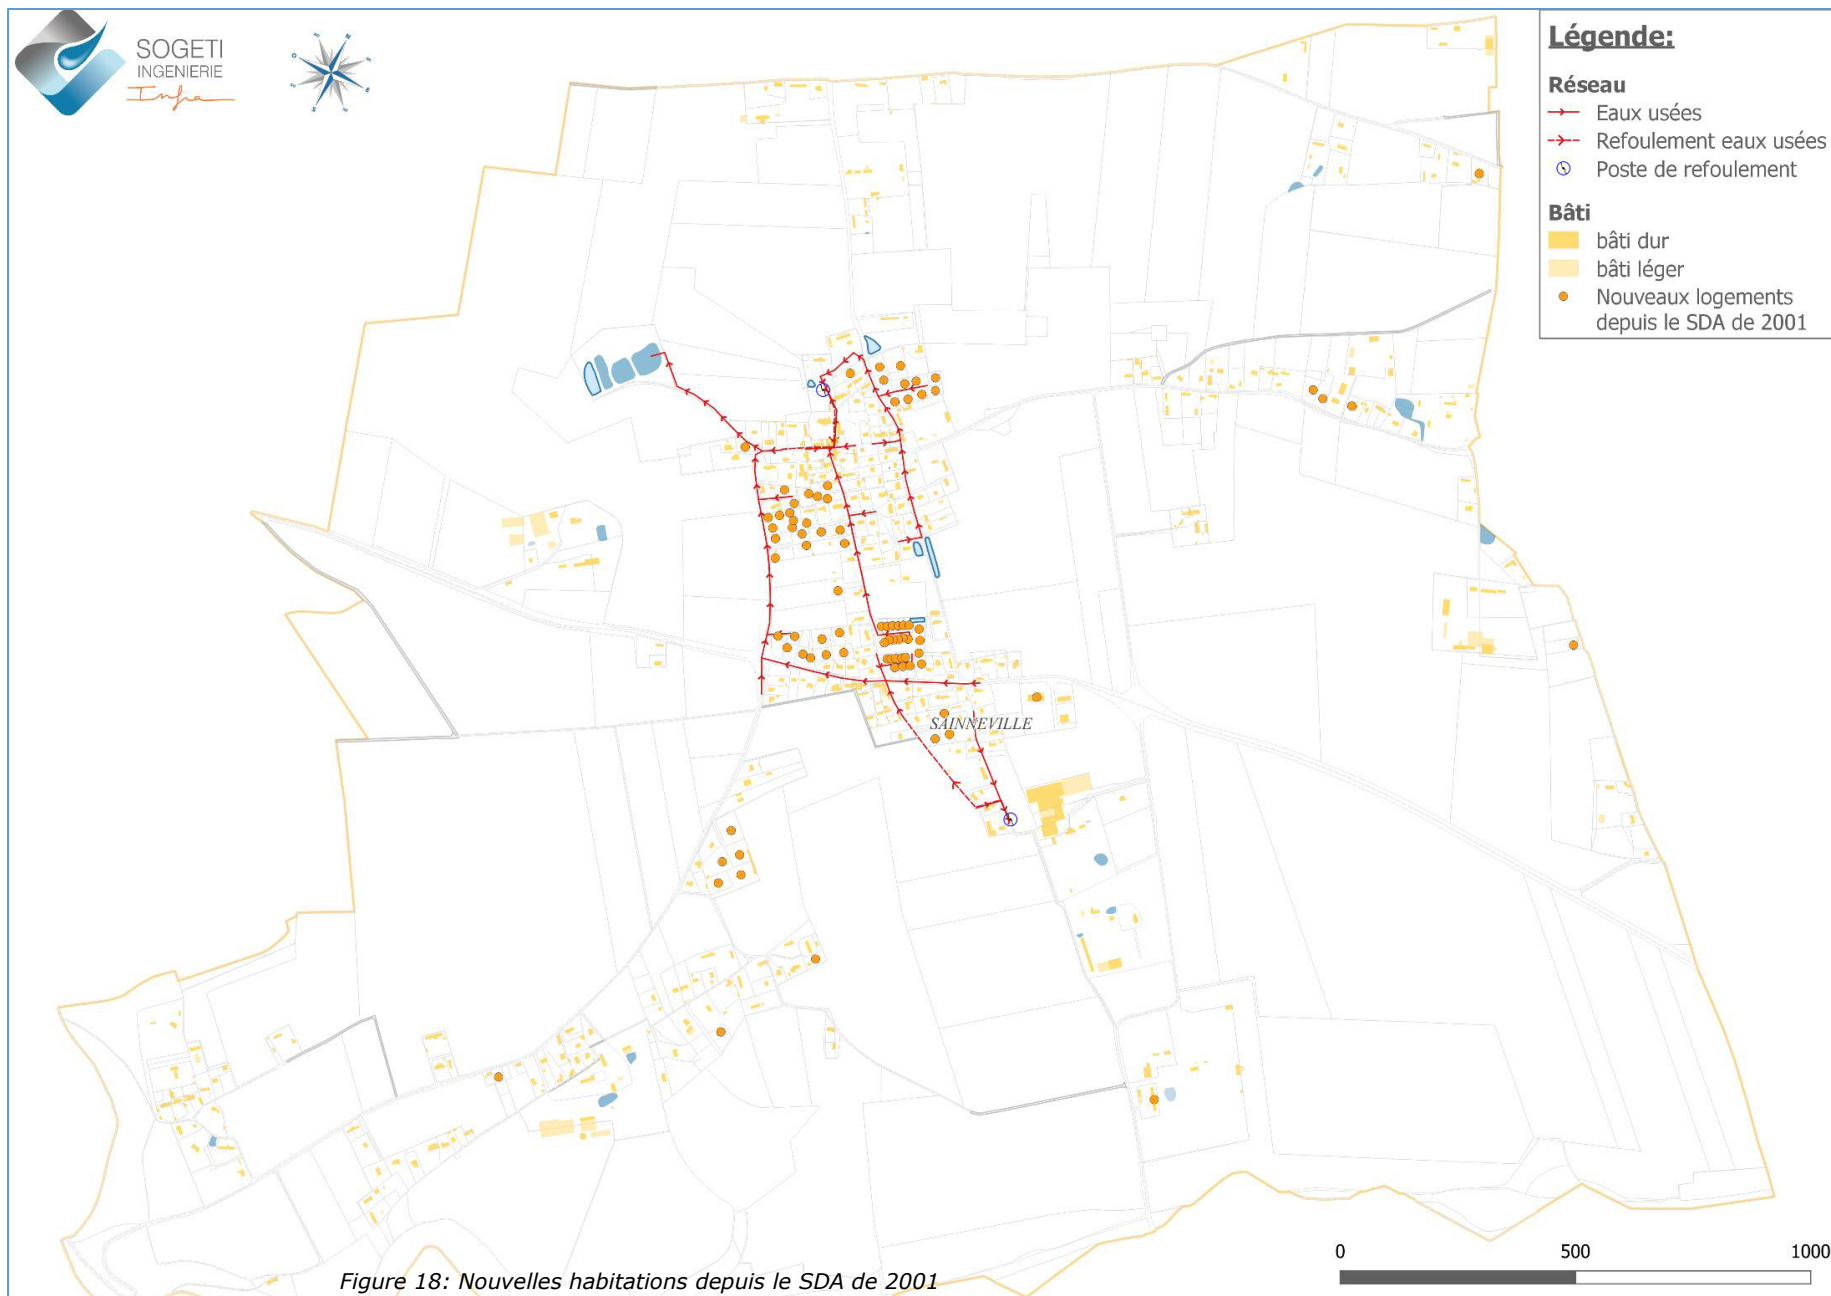 SOGETI
INGENIERIE
Infra
Légende:
Réseau
Eaux usées
Refoulement eaux usées
Poste de refoulement
Bâti
bâti dur
bâti léger
Nouveaux logements
depuis le SDA de 2001
SAINNEVILLE
0 500 1000
Figure 18: Nouvelles habitations depuis le SDA de 2001